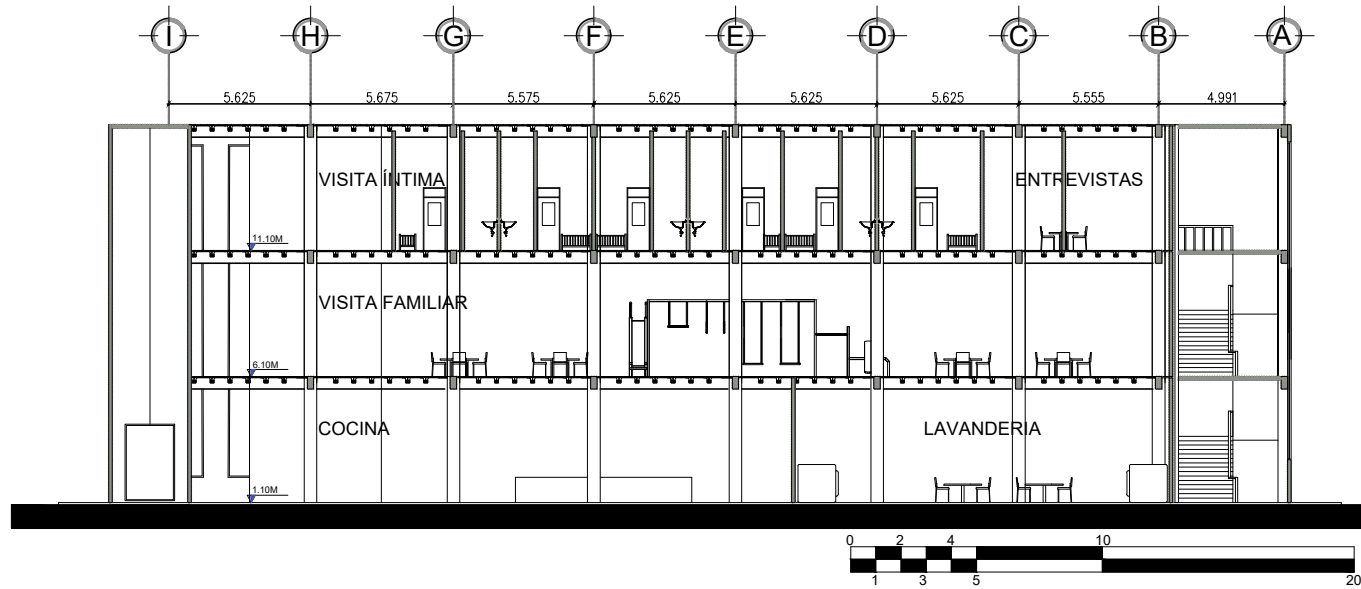 I H G F E D C B A
5.625 5.675 5.575 5.625 5.625 5.625 5.555 4.991
VISITA ÍNTIMA ENTREVISTAS
11.10M
VISITA FAMILIAR
6.10M
COCINA LAVANDERIA
1.10M
0 2 4 10
1 3 5 20